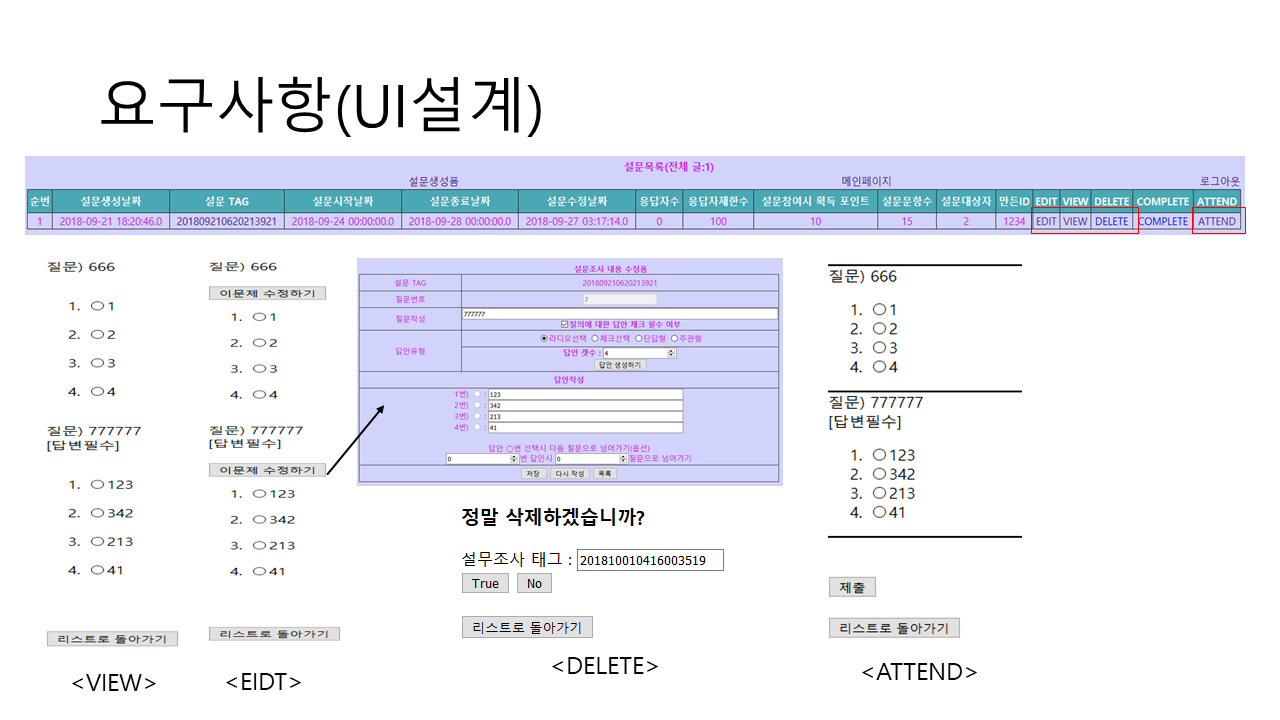 요구사항(UI설계)
설문목록(전체 글:1)
설문생성폼 메인페이지 로그아웃
순번 설문생성날짜 설문 TAG 설문시작날짜 설문종료날짜 설문수정날짜 응답자수 응답자제한수 설문참여시 획득 포인트 설문문항수 설문대상자 만든ID EDIT VIEW DELETE COMPLETE ATTEND
1 2018-09-21 18:20:46.0 201809210620213921 2018-09-24 00:00:00.0 2018-09-28 00:00:00.0 2018-09-27 03:17:14.0 0 100 10 15 2 1234 EDIT VIEW DELETE COMPLETE ATTEND
질문) 666
1. 1
2. 2
3. 3
4. 4
질문) 777777
[답변필수]
1. 123
2. 342
3. 213
4. 41
리스트로 돌아가기
<VIEW>
질문) 666
이문제 수정하기
1. 1
2. 2
3. 3
4. 4
질문) 777777
[답변필수]
이문제 수정하기
1. 123
2. 342
3. 213
4. 41
리스트로 돌아가기
<EIDT>
설문조사 내용 수정폼
설문 TAG 201809210620213921
질문번호 7
질문작성 777777
질의에 대한 답안 체크 필수 여부
답안유형 라디오선택 체크선택 단답형 주관형
답안 갯수 : 4
답안 생성하기
답안작성
1번) : 123
2번) : 342
3번) : 213
4번) : 41
답안 ○번 선택시 다음 질문으로 넘어가기(옵션)
0 번 답안시 0 질문으로 넘어가기
저장 다시 작성 목록
정말 삭제하겠습니까?
설무조사 태그 : 201810010416003519
True No
리스트로 돌아가기
<DELETE>
질문) 666
1. 1
2. 2
3. 3
4. 4
질문) 777777
[답변필수]
1. 123
2. 342
3. 213
4. 41
제출
리스트로 돌아가기
<ATTEND>